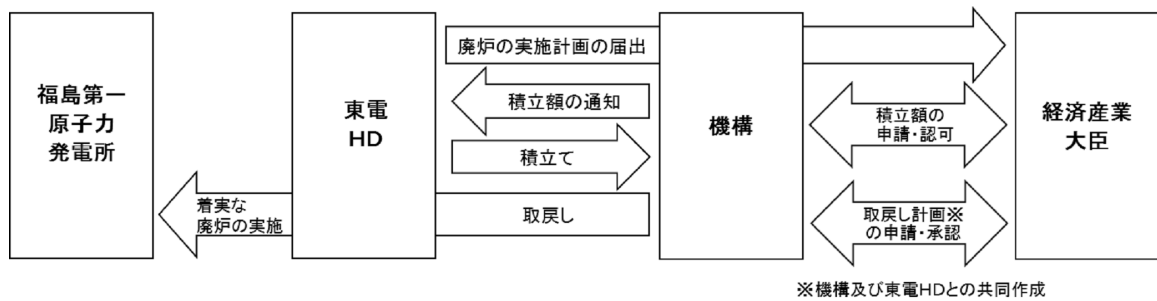 福島第一
原子力
発電所
東電
HD
廃炉の実施計画の届出
積立額の通知
積立て
取戻し
着実な
廃炉の実施
機構
積立額の
申請・認可
取戻し計画※
の申請・承認
経済産業
大臣
※機構及び東電HDとの共同作成